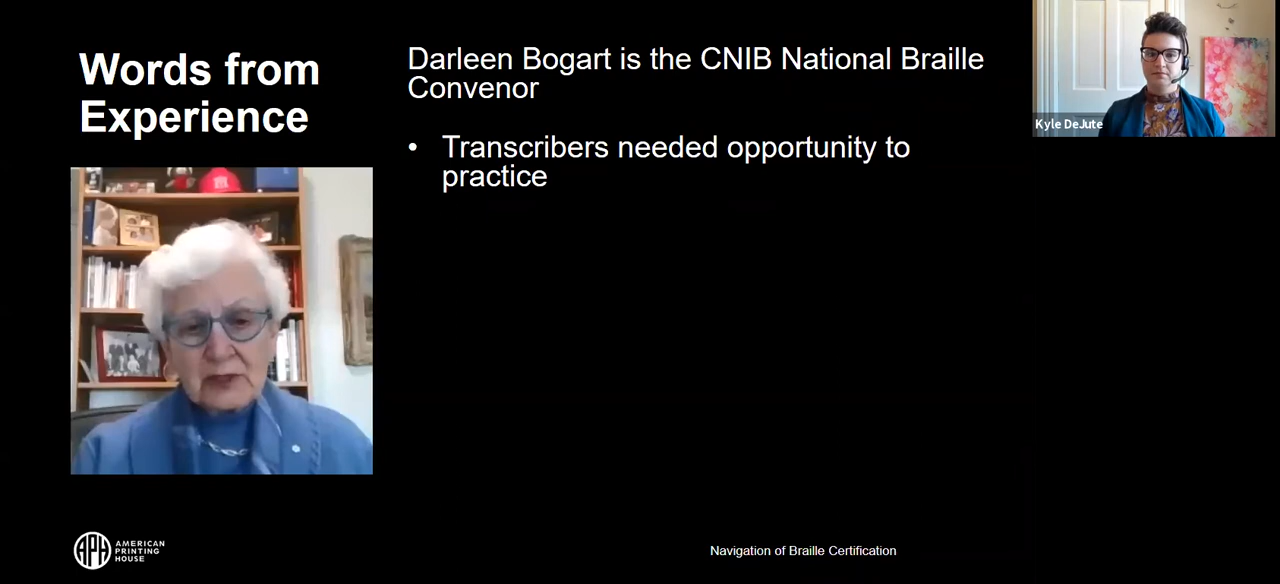 Words from
Experience
Darleen Bogart is the CNIB National Braille
Convenor
• Transcribers needed opportunity to
practice
Kyle DeJute
APH
AMERICAN
PRINTING
HOUSE
Navigation of Braille Certification